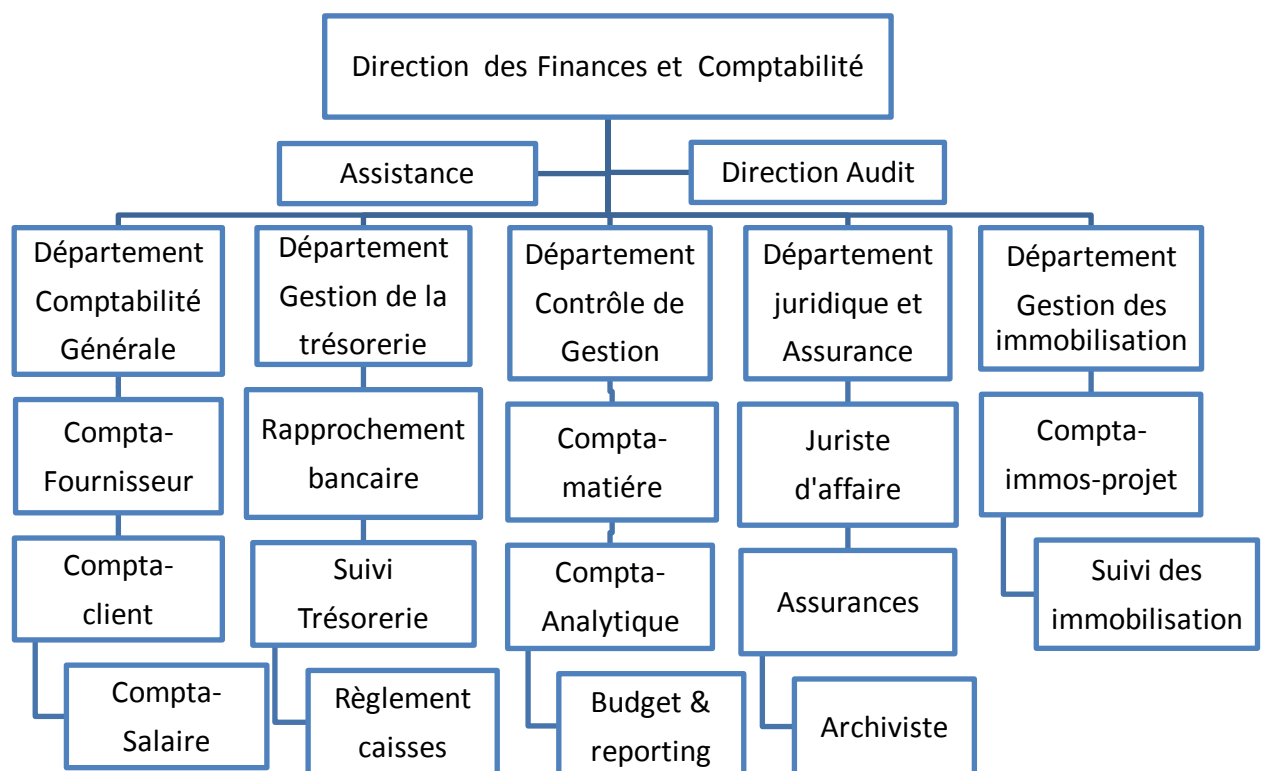 Direction des Finances et Comptabilité
Assistance
Direction Audit
Département
Comptabilité
Générale
Département
Gestion de la
trésorerie
Département
Contrôle de
Gestion
Département
juridique et
Assurance
Département
Gestion des
immobilisation
Compta-
Fournisseur
Rapprochement
bancaire
Compta-
matiére
Juriste
d'affaire
Compta-
immos-projet
Compta-
client
Suivi
Trésorerie
Compta-
Analytique
Assurances
Suivi des
immobilisation
Compta-
Salaire
Règlement
caisses
Budget &
reporting
Archiviste